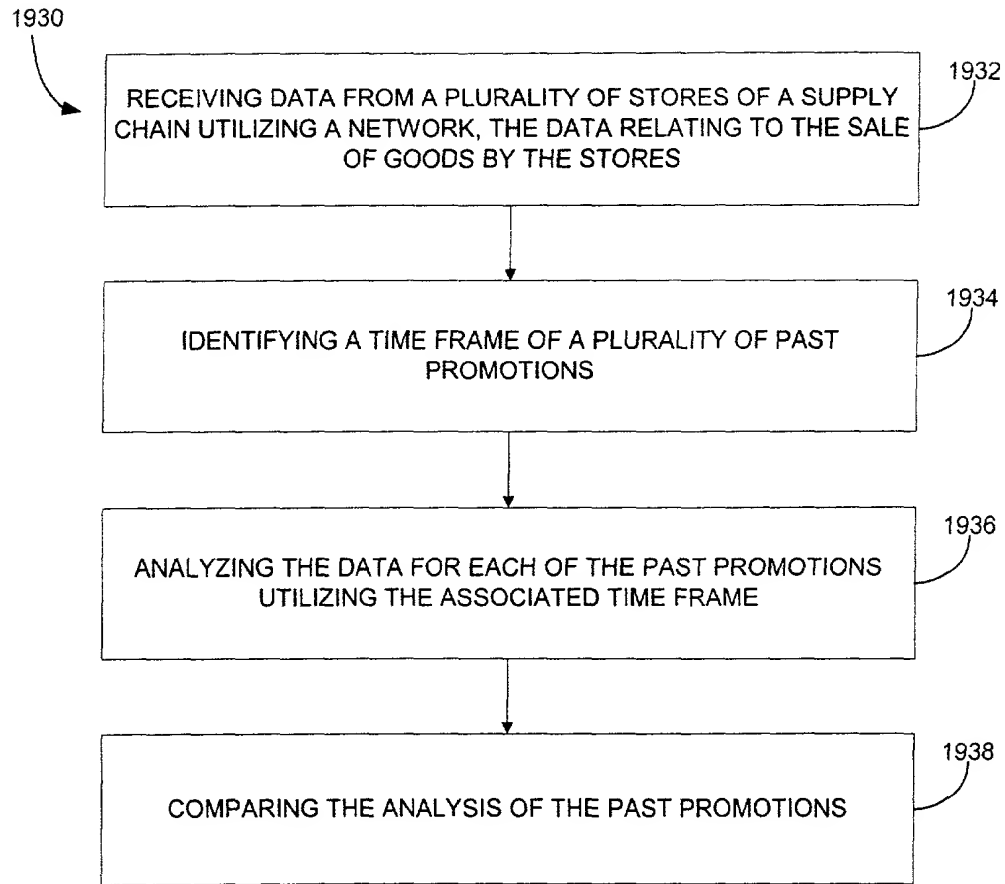 1930
1932
RECEIVING DATA FROM A PLURALITY OF STORES OF A SUPPLY
CHAIN UTILIZING A NETWORK, THE DATA RELATING TO THE SALE
OF GOODS BY THE STORES
1934
IDENTIFYING A TIME FRAME OF A PLURALITY OF PAST
PROMOTIONS
1936
ANALYZING THE DATA FOR EACH OF THE PAST PROMOTIONS
UTILIZING THE ASSOCIATED TIME FRAME
1938
COMPARING THE ANALYSIS OF THE PAST PROMOTIONS